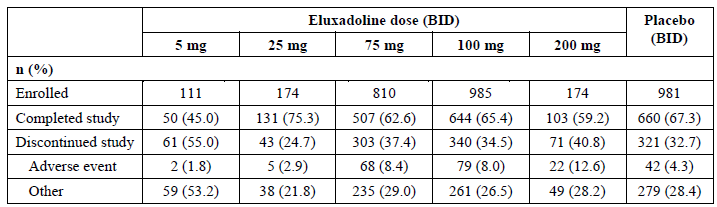 Eluxadoline dose (BID) Placebo (BID)
5 mg 25 mg 75 mg 100 mg 200 mg
n (%)
Enrolled 111 174 810 985 174 981
Completed study 50 (45.0) 131 (75.3) 507 (62.6) 644 (65.4) 103 (59.2) 660 (67.3)
Discontinued study 61 (55.0) 43 (24.7) 303 (37.4) 340 (34.5) 71 (40.8) 321 (32.7)
Adverse event 2 (1.8) 5 (2.9) 68 (8.4) 79 (8.0) 22 (12.6) 42 (4.3)
Other 59 (53.2) 38 (21.8) 235 (29.0) 261 (26.5) 49 (28.2) 279 (28.4)